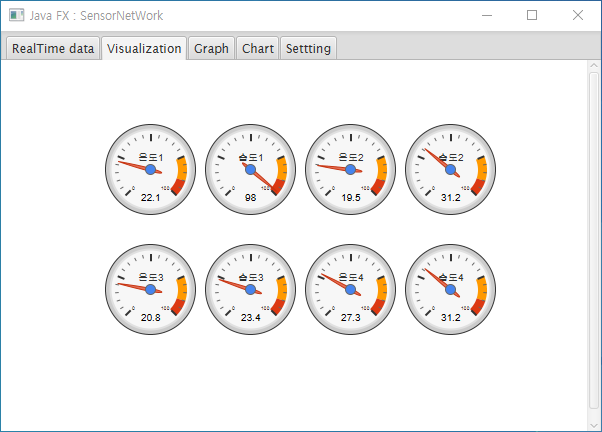 Java FX : SensorNetWork
RealTime data Visualization Graph Chart Settting
온도1 습도1 온도2 습도2
0 100 0 100 0 100 0 100
22.1 98 19.5 31.2
온도3 습도3 온도4 습도4
0 100 0 100 0 100 0 100
20.8 23.4 27.3 31.2